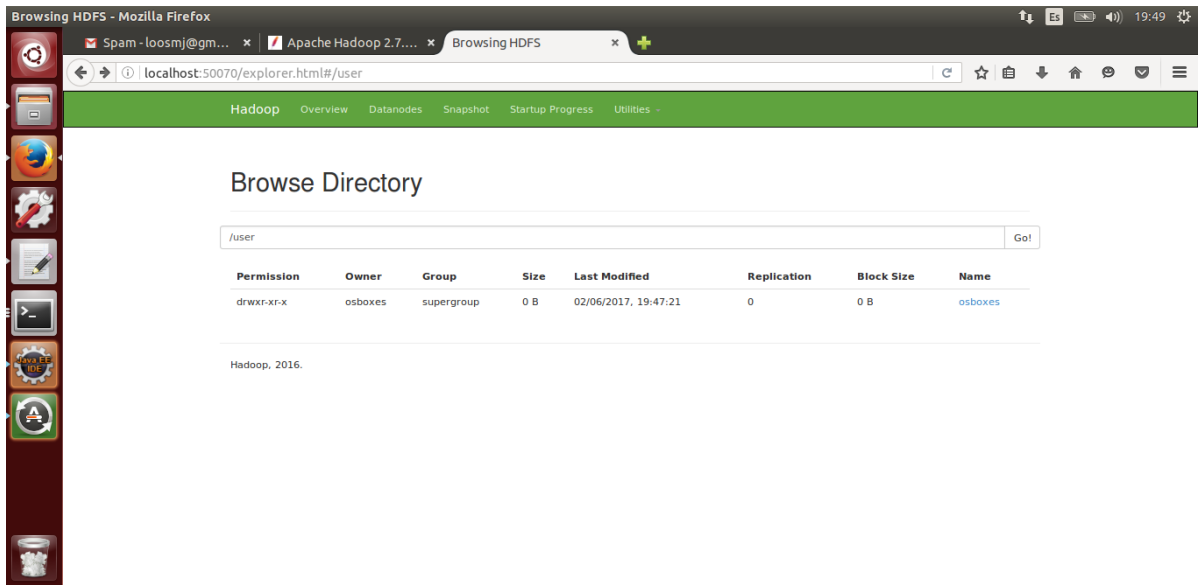 Browsing HDFS - Mozilla Firefox Es 19:49
Spam - loosmj@gm... Apache Hadoop 2.7.... Browsing HDFS
localhost:50070/explorer.html#/user
Hadoop Overview Datanodes Snapshot Startup Progress Utilities
Browse Directory
/user Go!
Permission Owner Group Size Last Modified Replication Block Size Name
drwxr-xr-x osboxes supergroup 0 B 02/06/2017, 19:47:21 0 0 B osboxes
Java EE
IDE
Hadoop, 2016.